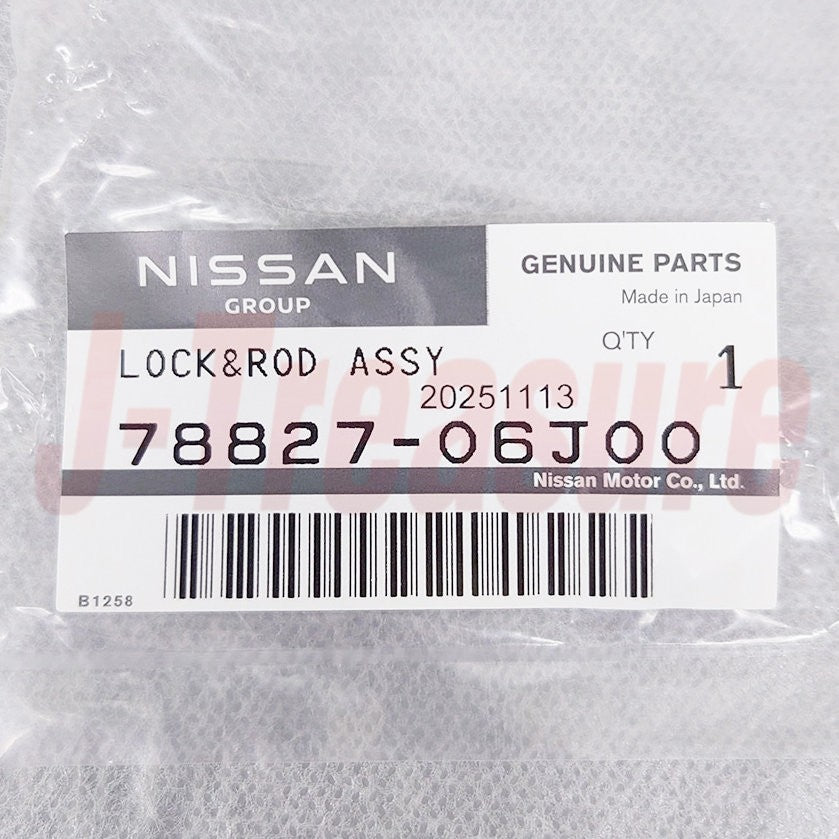 NISSAN
GROUP
GENUINE PARTS
Made in Japan
Q'TY
1
LOCK&ROD ASSY
20251113
78827-06J00
Nissan Motor Co., Ltd.
B1258
J-Treasure